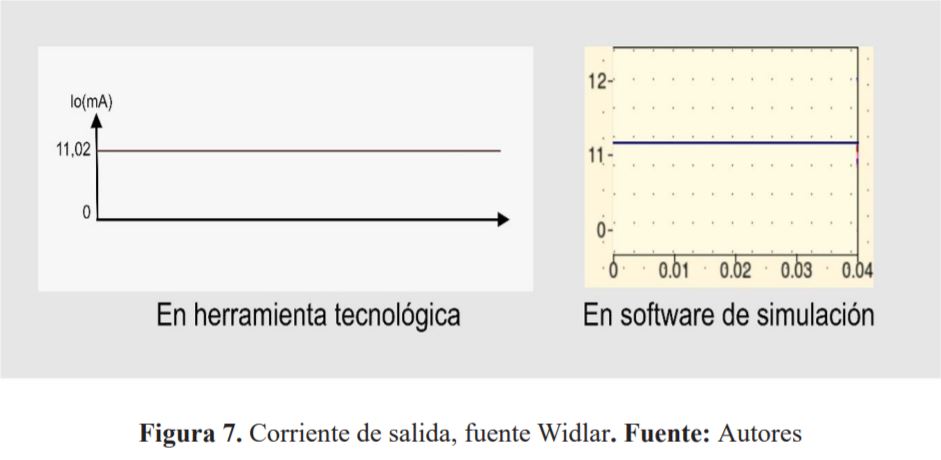 Io(mA)
11,02
0
12
11
0
0 0.01 0.02 0.03 0.04
En herramienta tecnológica
En software de simulación
Figura 7. Corriente de salida, fuente Widlar. Fuente: Autores